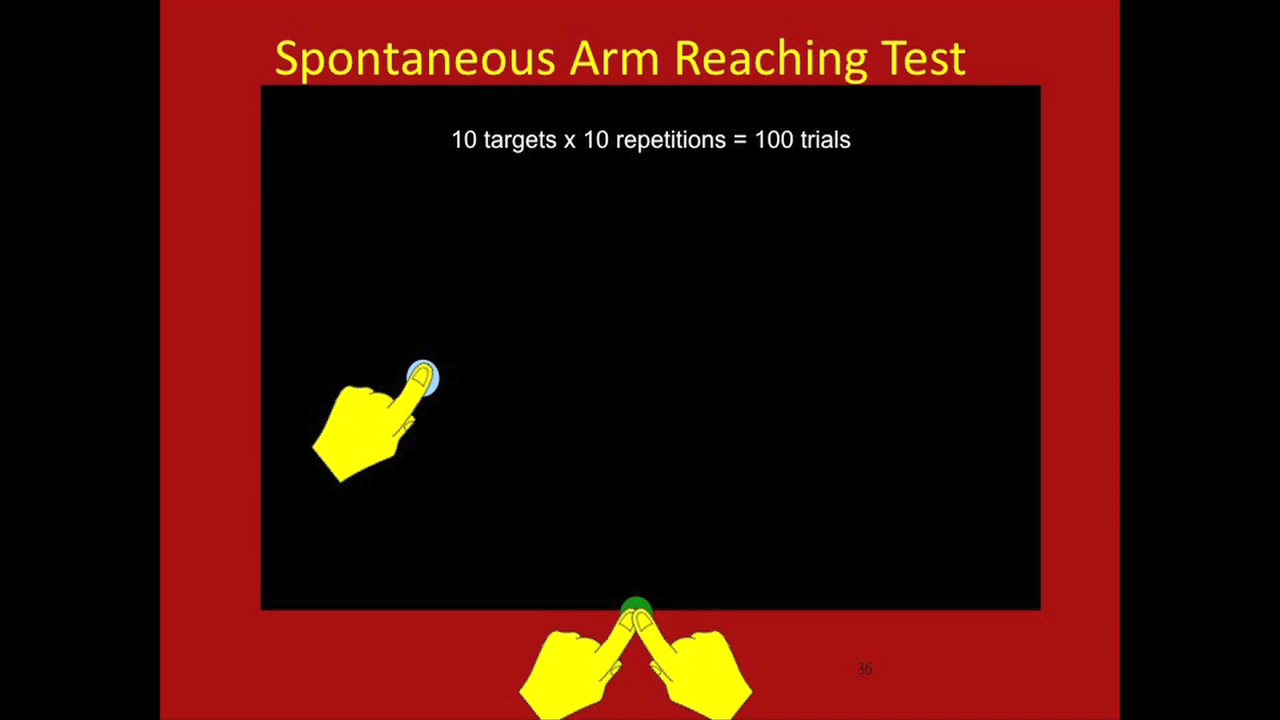 Spontaneous Arm Reaching Test
10 targets x 10 repetitions = 100 trials
36